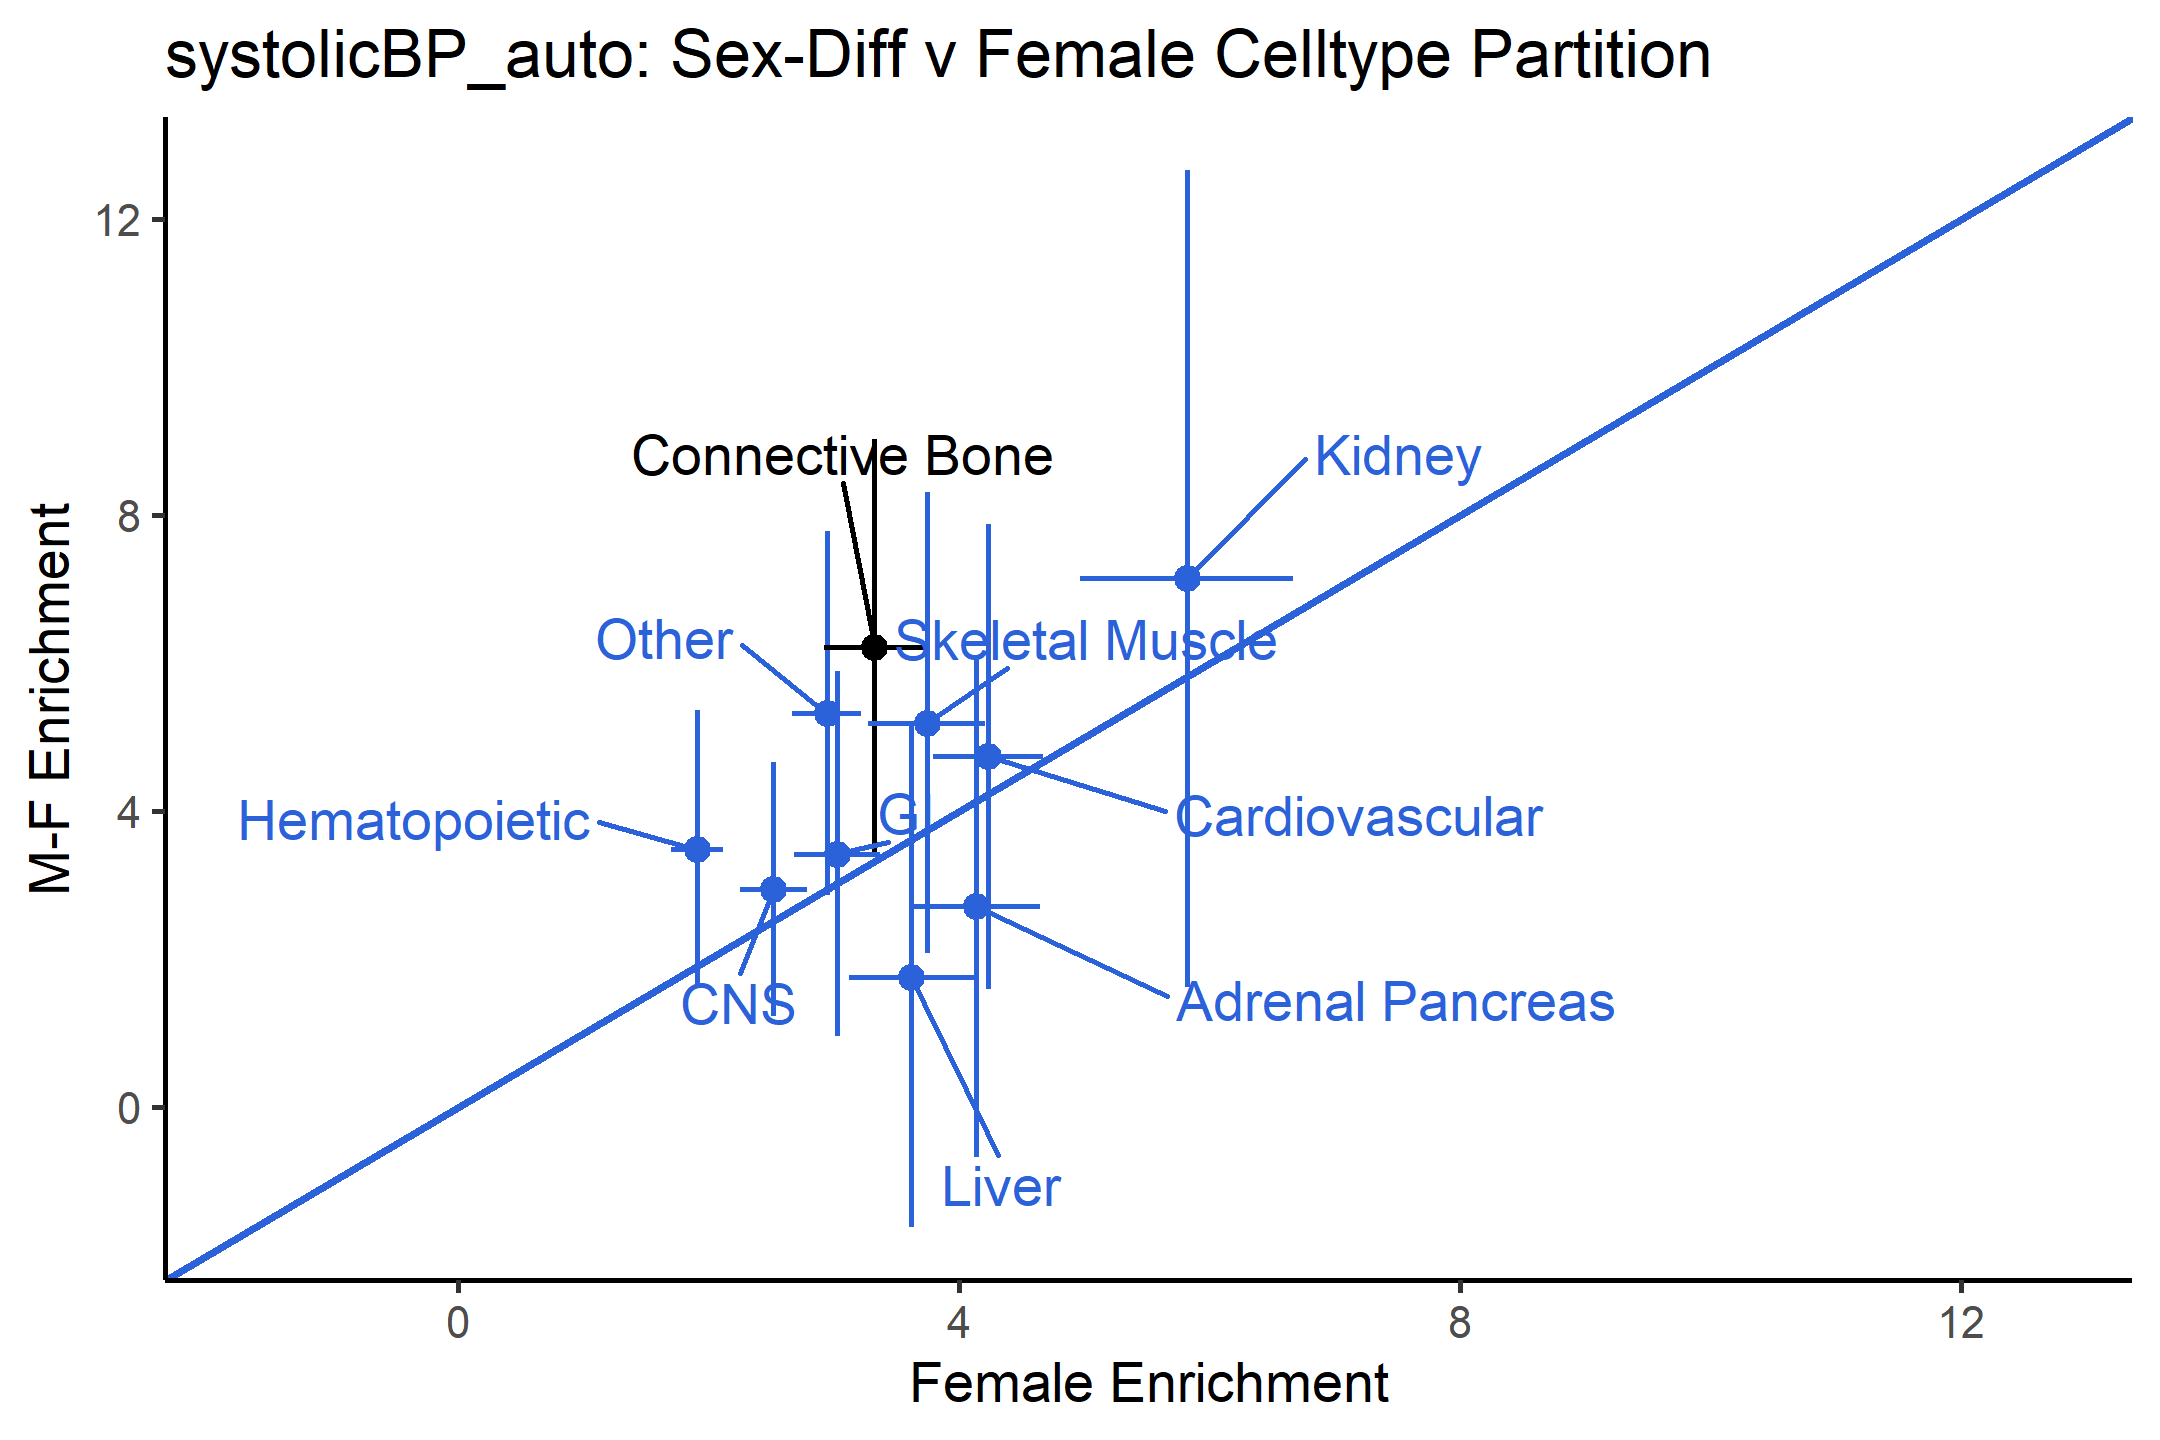 systolicBP_auto: Sex-Diff v Female Celltype Partition
12
8
4
0
M-F Enrichment
Connective Bone
Kidney
Other
Skeletal Muscle
Hematopoietic
GI
Cardiovascular
CNS
Adrenal Pancreas
Liver
0
4
8
12
Female Enrichment